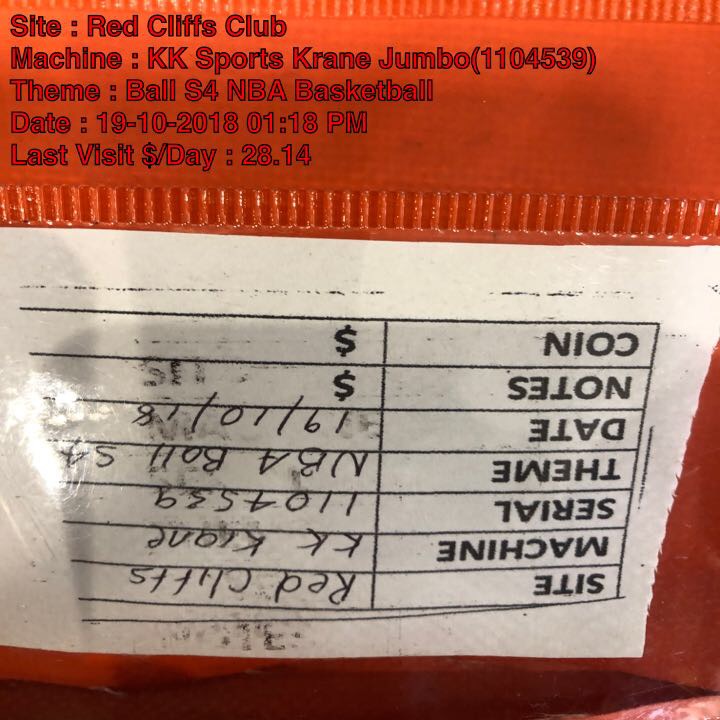 Site : Red Cliffs Club
Machine : KK Sports Krane Jumbo(1104539)
Theme : Ball S4 NBA Basketball
Date : 19-10-2018 01:18 PM
Last Visit $/Day : 28.14
SITE Red Cliffs
MACHINE KK Krane
SERIAL 1104539
THEME NBA Ball S4
DATE 19/10/18
NOTES $
COIN $